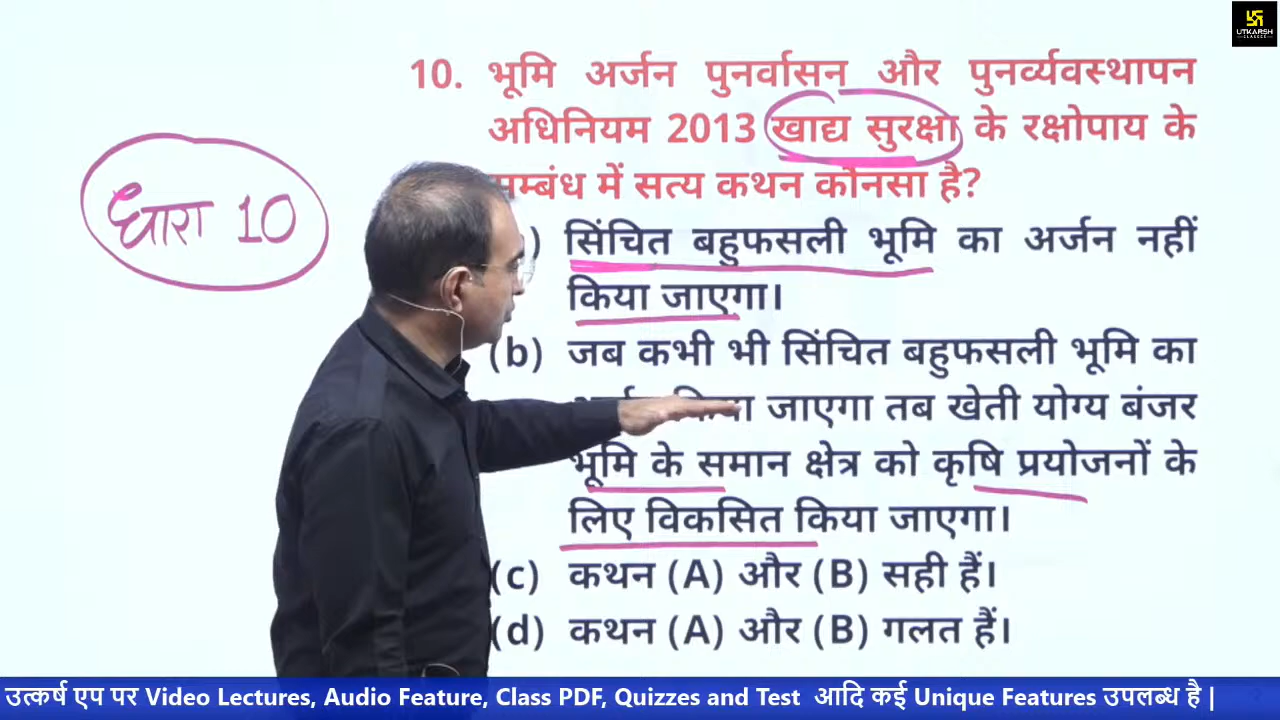 UTKARSH
CLASSES
10. भूमि अर्जन पुनर्वासन और पुनर्व्यवस्थापन
अधिनियम 2013 खाद्य सुरक्षा के रक्षोपाय के
सम्बंध में सत्य कथन कौनसा है?
धारा 10
) सिंचित बहुफसली भूमि का अर्जन नहीं
किया जाएगा।
(b) जब कभी भी सिंचित बहुफसली भूमि का
जाएगा तब खेती योग्य बंजर
भूमि के समान क्षेत्र को कृषि प्रयोजनों के
लिए विकसित किया जाएगा।
(c) कथन (A) और (B) सही हैं।
(d) कथन (A) और (B) गलत हैं।
उत्कर्ष एप पर Video Lectures, Audio Feature, Class PDF, Quizzes and Test आदि कई Unique Features उपलब्ध है |